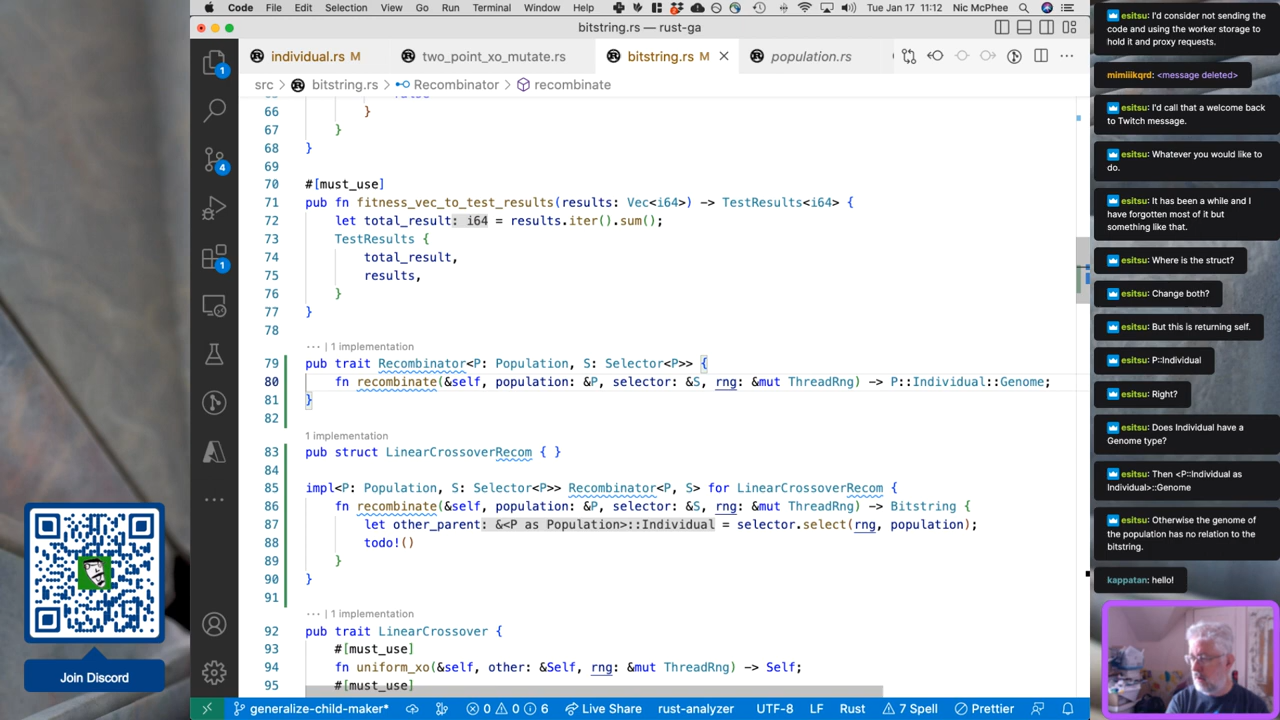 Code File Edit Selection View Go Run Terminal Window Help Tue Jan 17 11:12 Nic McPhee
bitstring.rs — rust-ga
individual.rs M two_point_xo_mutate.rs bitstring.rs M population.rs
src > bitstring.rs > Recombinator > recombinate
66 }
67 }
68 }
69
70 #[must_use]
71 pub fn fitness_vec_to_test_results(results: Vec<i64>) -> TestResults<i64> {
72 let total_result: i64 = results.iter().sum();
73 TestResults {
74 total_result,
75 results,
76 }
77 }
78
··· | 1 implementation
79 pub trait Recombinator<P: Population, S: Selector<P>> {
80 fn recombinate(&self, population: &P, selector: &S, rng: &mut ThreadRng) -> P::Individual::Genome;
81 }
82
1 implementation
83 pub struct LinearCrossoverRecom { }
84
85 impl<P: Population, S: Selector<P>> Recombinator<P, S> for LinearCrossoverRecom {
86 fn recombinate(&self, population: &P, selector: &S, rng: &mut ThreadRng) -> Bitstring {
87 let other_parent: &<P as Population>::Individual = selector.select(rng, population);
88 todo!()
89 }
90 }
91
··· | 1 implementation
92 pub trait LinearCrossover {
93 #[must_use]
94 fn uniform_xo(&self, other: &Self, rng: &mut ThreadRng) -> Self;
95 #[must_use]
1
4
1
generalize-child-maker* 0 0 6 Live Share rust-analyzer UTF-8 LF Rust 7 Spell Prettier
Join Discord
esitsu: I'd consider not sending the
code and using the worker storage to
hold it and proxy requests.
mimiiikqrd: <message deleted>
esitsu: I'd call that a welcome back
to Twitch message.
esitsu: Whatever you would like to
do.
esitsu: It has been a while and I
have forgotten most of it but
something like that.
esitsu: Where is the struct?
esitsu: Change both?
esitsu: But this is returning self.
esitsu: P::Individual
esitsu: Right?
esitsu: Does Individual have a
Genome type?
esitsu: Then <P::Individual as
Individual>::Genome
esitsu: Otherwise the genome of
the population has no relation to the
bitstring.
kappatan: hello!